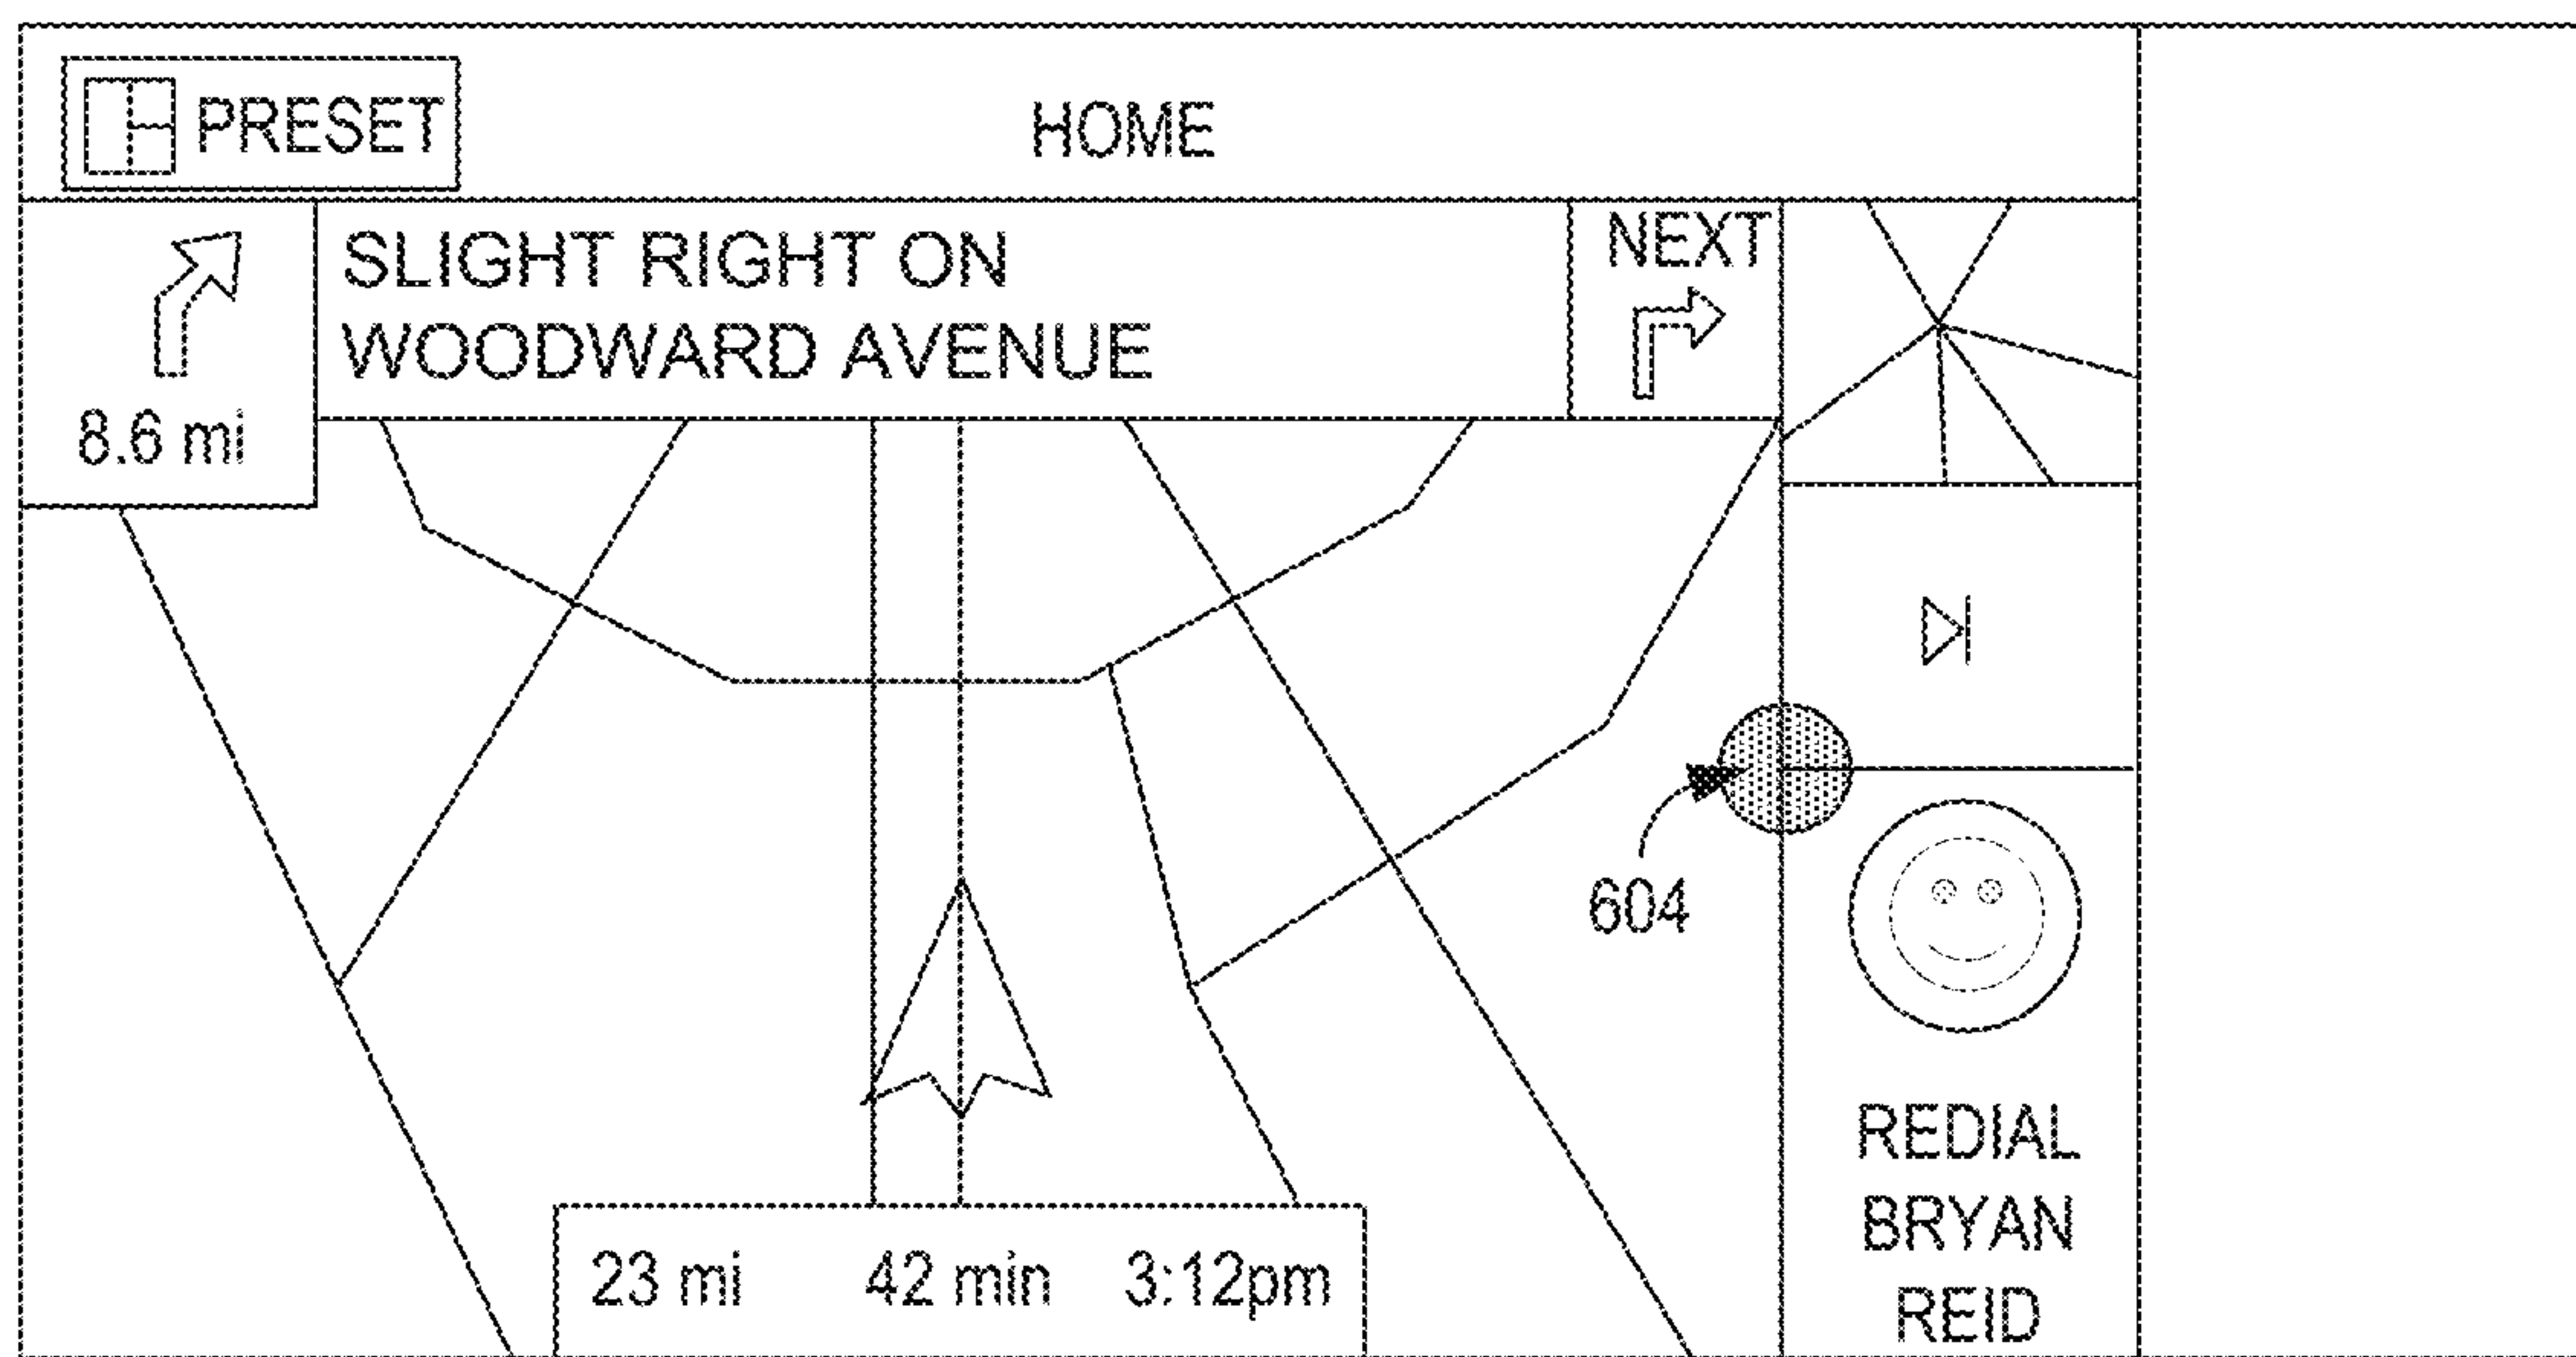 PRESET
HOME
SLIGHT RIGHT ON
WOODWARD AVENUE
NEXT
8.6 mi
604
REDIAL
BRYAN
REID
23 mi 42 min 3:12pm